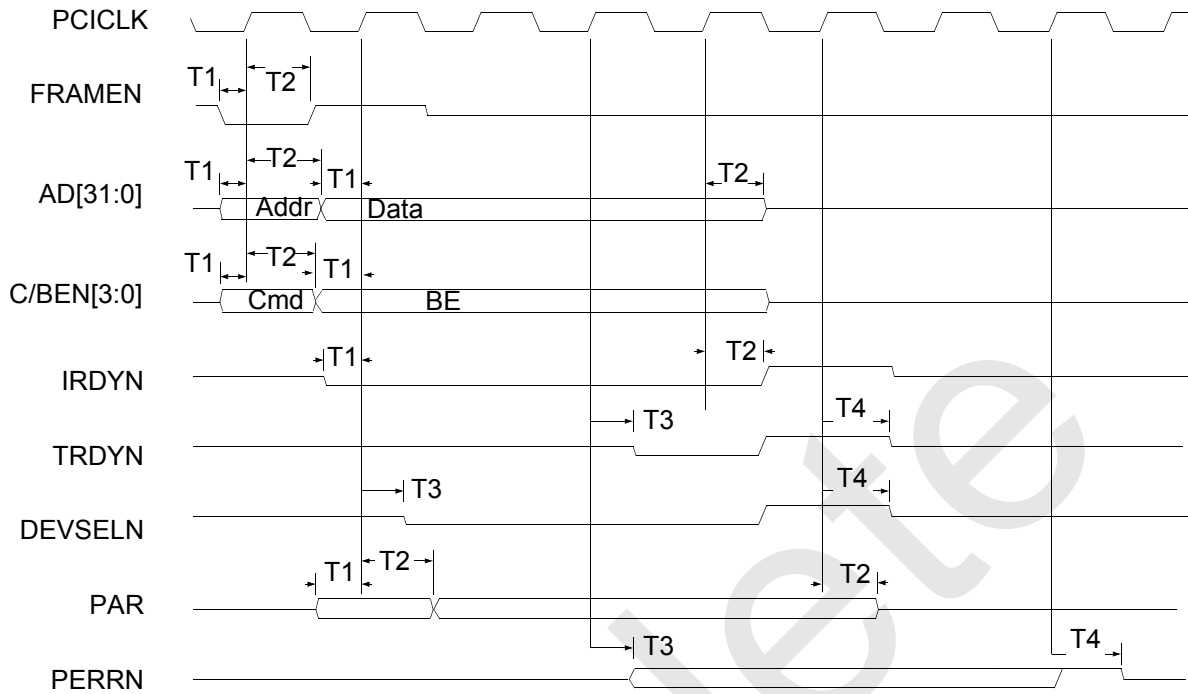 PCICLK
T1 T2
FRAMEN
T1 T2 T1 T2
AD[31:0]
Addr Data
T1 T2 T1
C/BEN[3:0]
Cmd BE
T1 T2
IRDYN
T3 T4
TRDYN
T3 T4
DEVSELN
T1 T2 T2
PAR
T3 T4
PERRN
lete